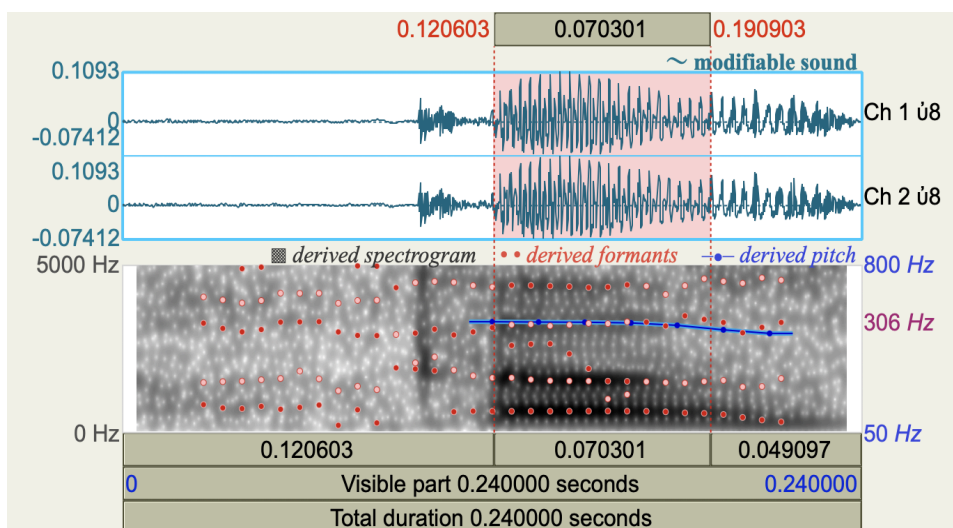 0.120603 0.070301 0.190903
~ modifiable sound
0.1093
0
-0.07412
Ch 1 ὐ8
0.1093
0
-0.07412
Ch 2 ὐ8
derived spectrogram derived formants derived pitch
5000 Hz 800 Hz
306 Hz
0 Hz 50 Hz
0.120603 0.070301 0.049097
0 Visible part 0.240000 seconds 0.240000
Total duration 0.240000 seconds